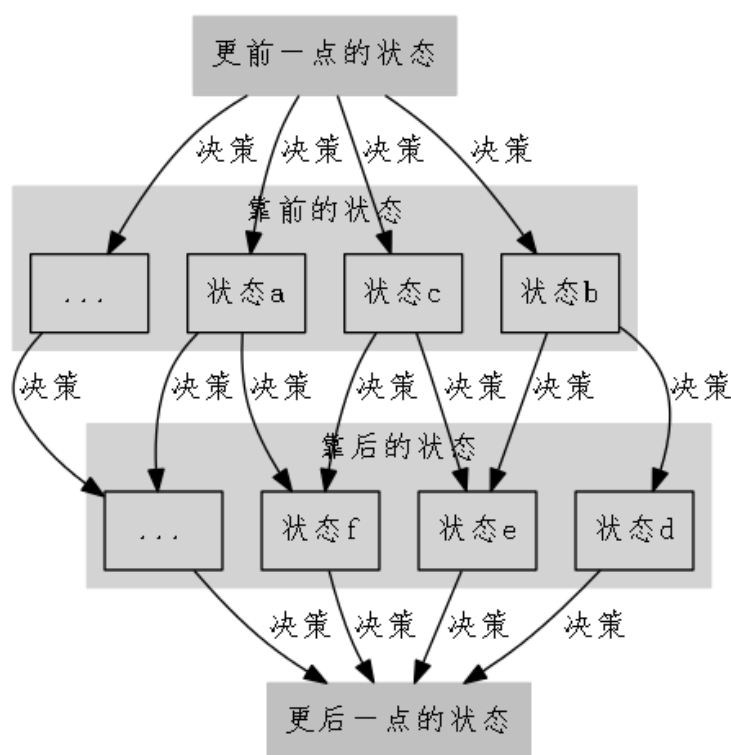 更前一点的状态
决策 决策 决策 决策
靠前的状态
... 状态a 状态c 状态b
决策 决策 决策 决策 决策 决策 决策
靠后的状态
... 状态f 状态e 状态d
决策 决策 决策 决策
更后一点的状态